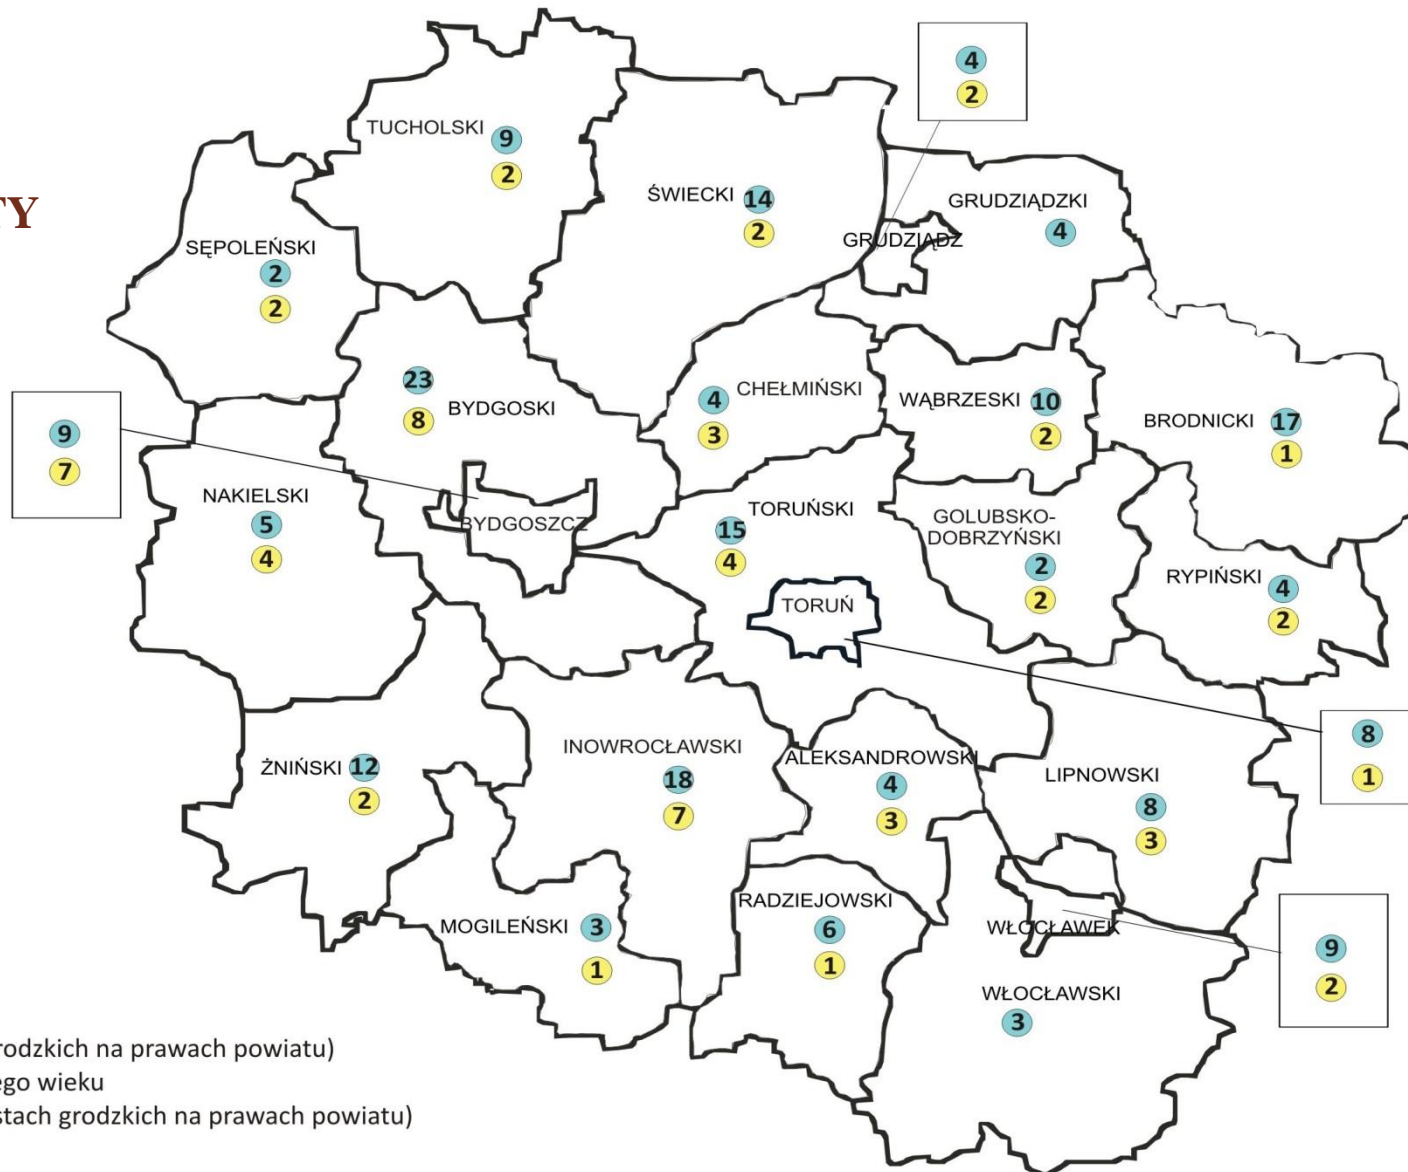 4
2
TUCHOLSKI
9
2
ŚWIECKI
14
2
GRUDZIĄDZKI
4
GRUDZIĄDZ
TY
SĘPOLEŃSKI
2
2
23
8
BYDGOSKI
4
3
CHEŁMIŃSKI
WĄBRZESKI
10
2
BRODNICKI
17
1
9
7
NAKIELSKI
5
4
BYDGOSZCZ
TORUŃSKI
15
4
GOLUBSKO-
DOBRZYŃSKI
2
2
RYPIŃSKI
4
2
TORUŃ
8
1
ŻNIŃSKI
12
2
INOWROCŁAWSKI
18
7
ALEKSANDROWSKI
4
3
LIPNOWSKI
8
3
MOGILEŃSKI
3
1
RADZIEJOWSKI
6
1
WŁOCŁAWEK
9
2
WŁOCŁAWSKI
3
rodzkich na prawach powiatu)
ego wieku
stach grodzkich na prawach powiatu)